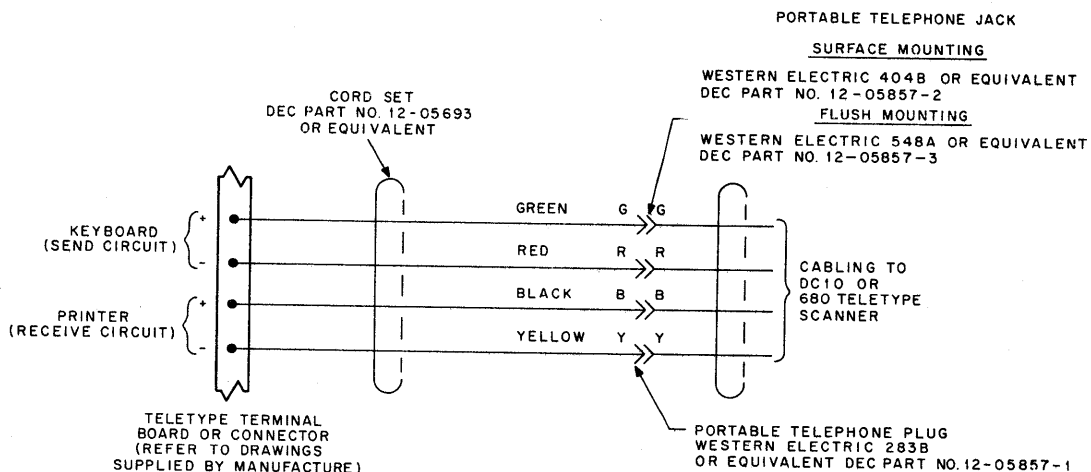 PORTABLE TELEPHONE JACK
SURFACE MOUNTING
WESTERN ELECTRIC 404B OR EQUIVALENT
DEC PART NO. 12-05857-2
FLUSH MOUNTING
WESTERN ELECTRIC 548A OR EQUIVALENT
DEC PART NO. 12-05857-3
CORD SET
DEC PART NO. 12-05693
OR EQUIVALENT
KEYBOARD
(SEND CIRCUIT)
+
-
PRINTER
(RECEIVE CIRCUIT)
+
-
GREEN G G
RED R R
BLACK B B
YELLOW Y Y
CABLING TO
DC10 OR
680 TELETYPE
SCANNER
TELETYPE TERMINAL
BOARD OR CONNECTOR
(REFER TO DRAWINGS
SUPPLIED BY MANUFACTURE)
PORTABLE TELEPHONE PLUG
WESTERN ELECTRIC 283B
OR EQUIVALENT DEC PART NO. 12-05857-1